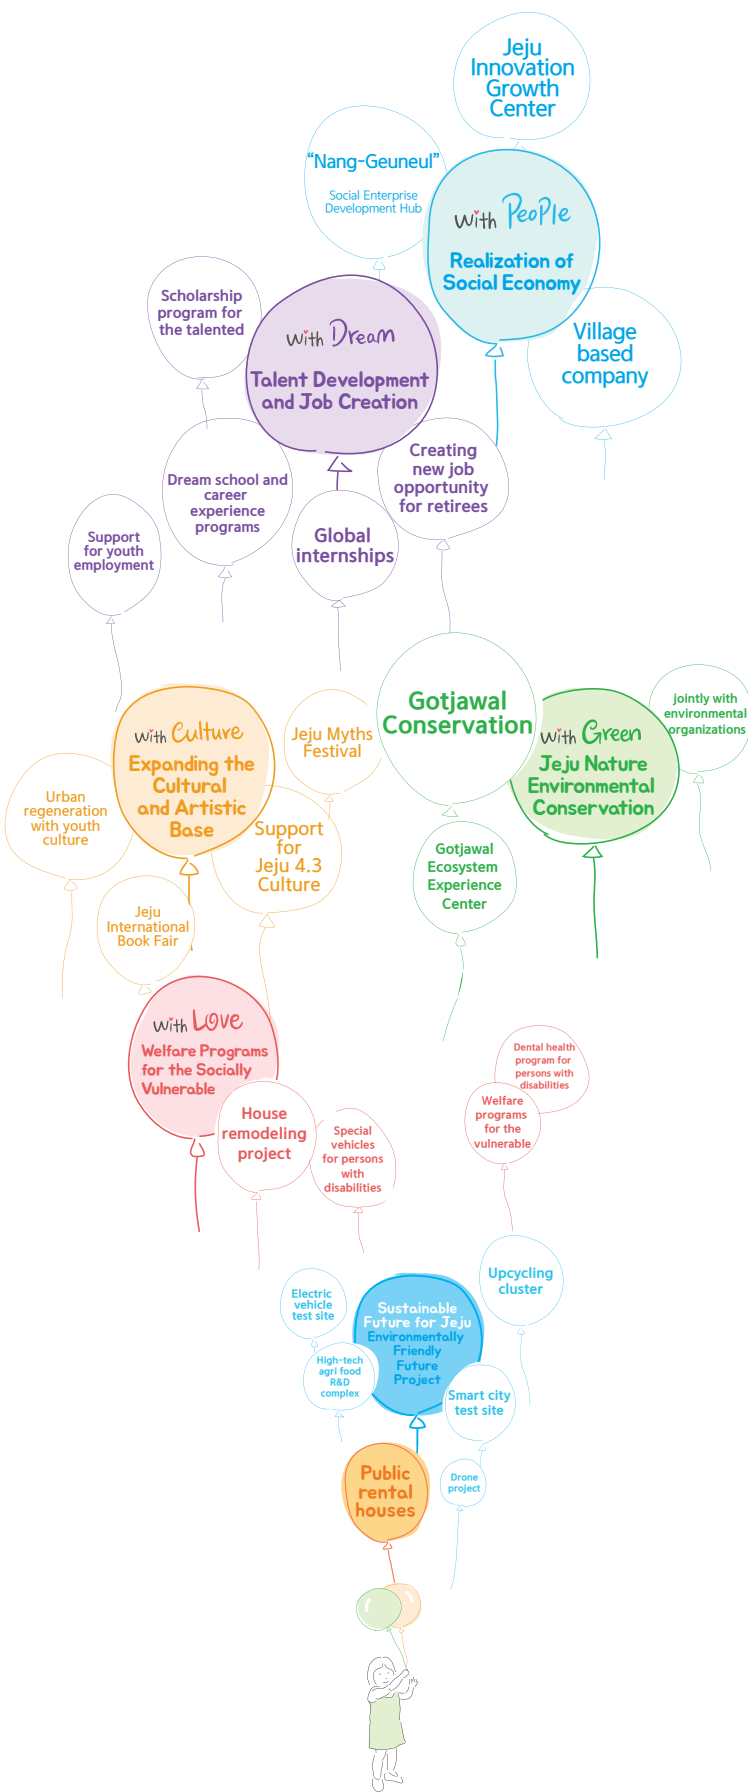 Jeju
Innovation
Growth
Center
“Nang-Geuneul”
Social Enterprise
Development Hub
with PeoPle
Realization of
Social Economy
Village
based
company
Scholarship
program for
the talented
with Dream
Talent Development
and Job Creation
Dream school and
career
experience
programs
Creating
new job
opportunity
for retirees
Global
internships
Support
for youth
employment
Gotjawal
Conservation
jointly with
environmental
organizations
with Green
Jeju Nature
Environmental
Conservation
Gotjawal
Ecosystem
Experience
Center
with Culture
Expanding the
Cultural
and Artistic
Base
Jeju Myths
Festival
Urban
regeneration
with youth
culture
Support
for
Jeju 4.3
Culture
Jeju
International
Book Fair
with Love
Welfare Programs
for the Socially
Vulnerable
House
remodeling
project
Special
vehicles
for persons
with
disabilities
Dental health
program for
persons with
disabilities
Welfare
programs
for the
vulnerable
Upcycling
cluster
Electric
vehicle
test site
Sustainable
Future for Jeju
Environmentally
Friendly
Future
Project
High-tech
agri food
R&D
complex
Smart city
test site
Drone
project
Public
rental
houses